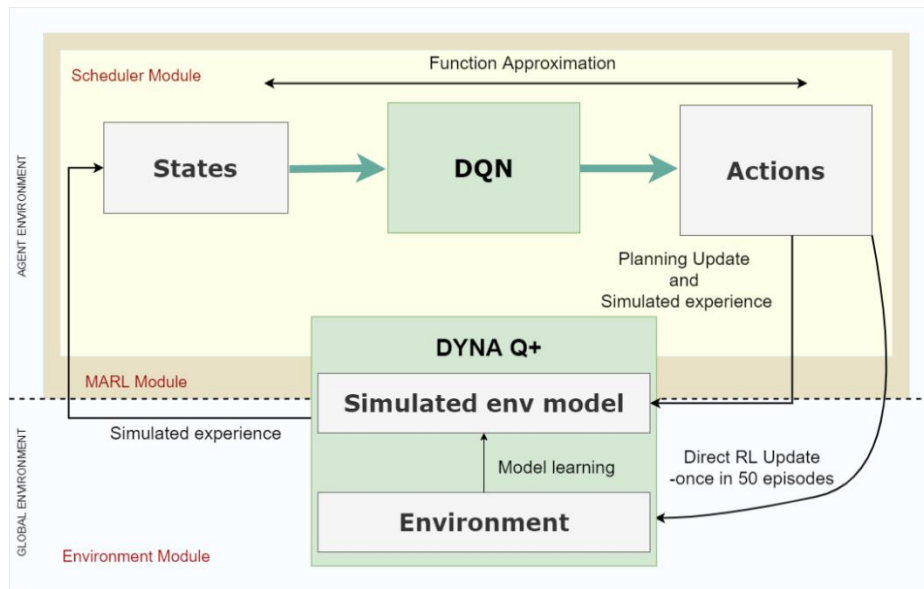 Scheduler Module
Function Approximation
States
DQN
Actions
AGENT ENVIRONMENT
Planning Update
and
Simulated experience
DYNA Q+
MARL Module
Simulated env model
Simulated experience
Model learning
Direct RL Update
-once in 50 episodes
GLOBAL ENVIRONMENT
Environment
Environment Module